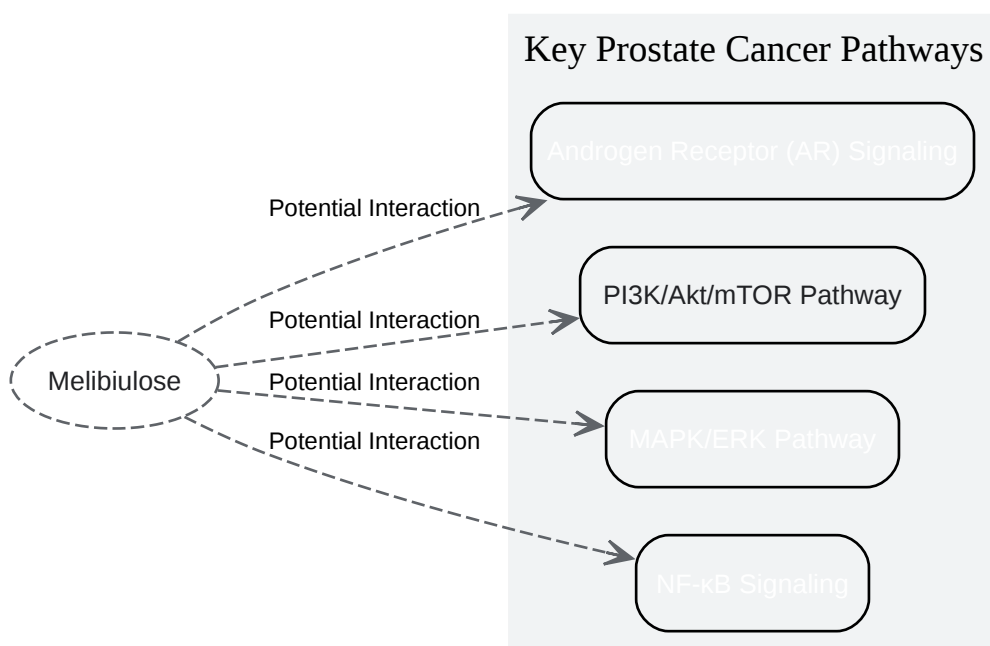 Key Prostate Cancer Pathways
Androgen Receptor (AR) Signaling
Potential Interaction
PI3K/Akt/mTOR Pathway
Potential Interaction
Melibiulose
Potential Interaction
MAPK/ERK Pathway
Potential Interaction
NF-κB Signaling